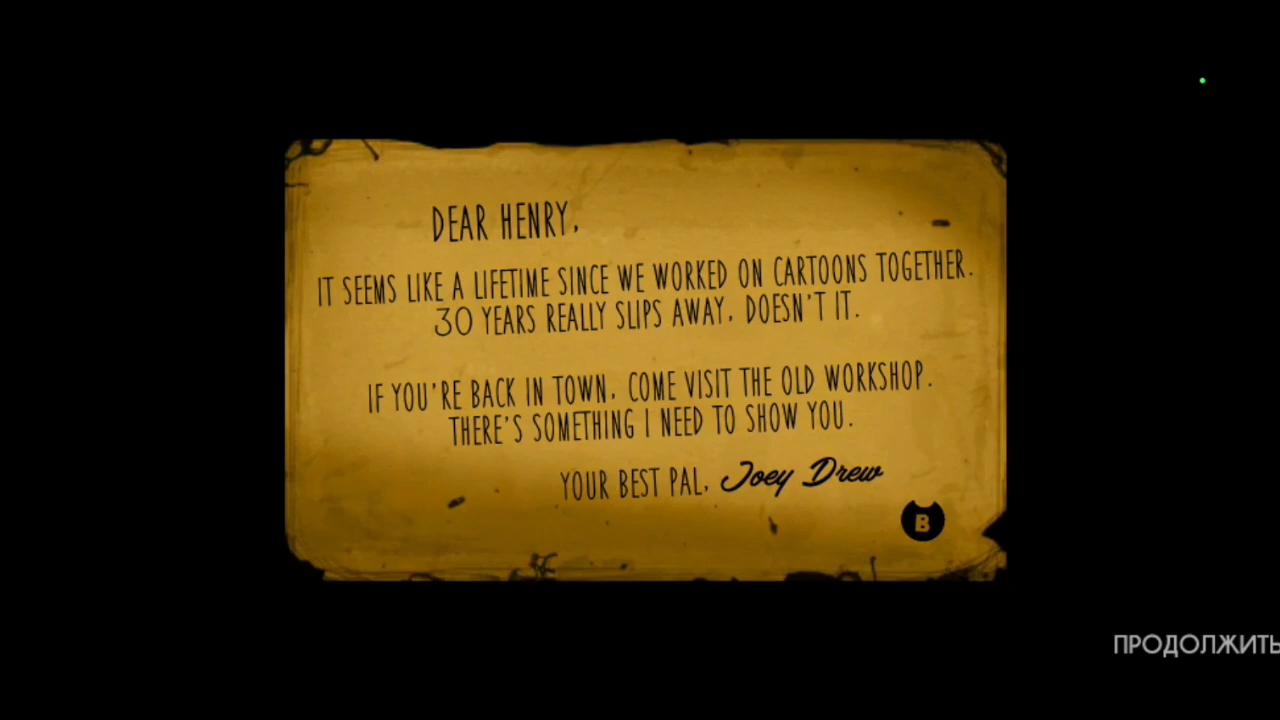 DEAR HENRY,
IT SEEMS LIKE A LIFETIME SINCE WE WORKED ON CARTOONS TOGETHER.
30 YEARS REALLY SLIPS AWAY, DOESN'T IT.
IF YOU'RE BACK IN TOWN, COME VISIT THE OLD WORKSHOP.
THERE'S SOMETHING I NEED TO SHOW YOU.
YOUR BEST PAL, Joey Drew
B
ПРОДОЛЖИТЬ